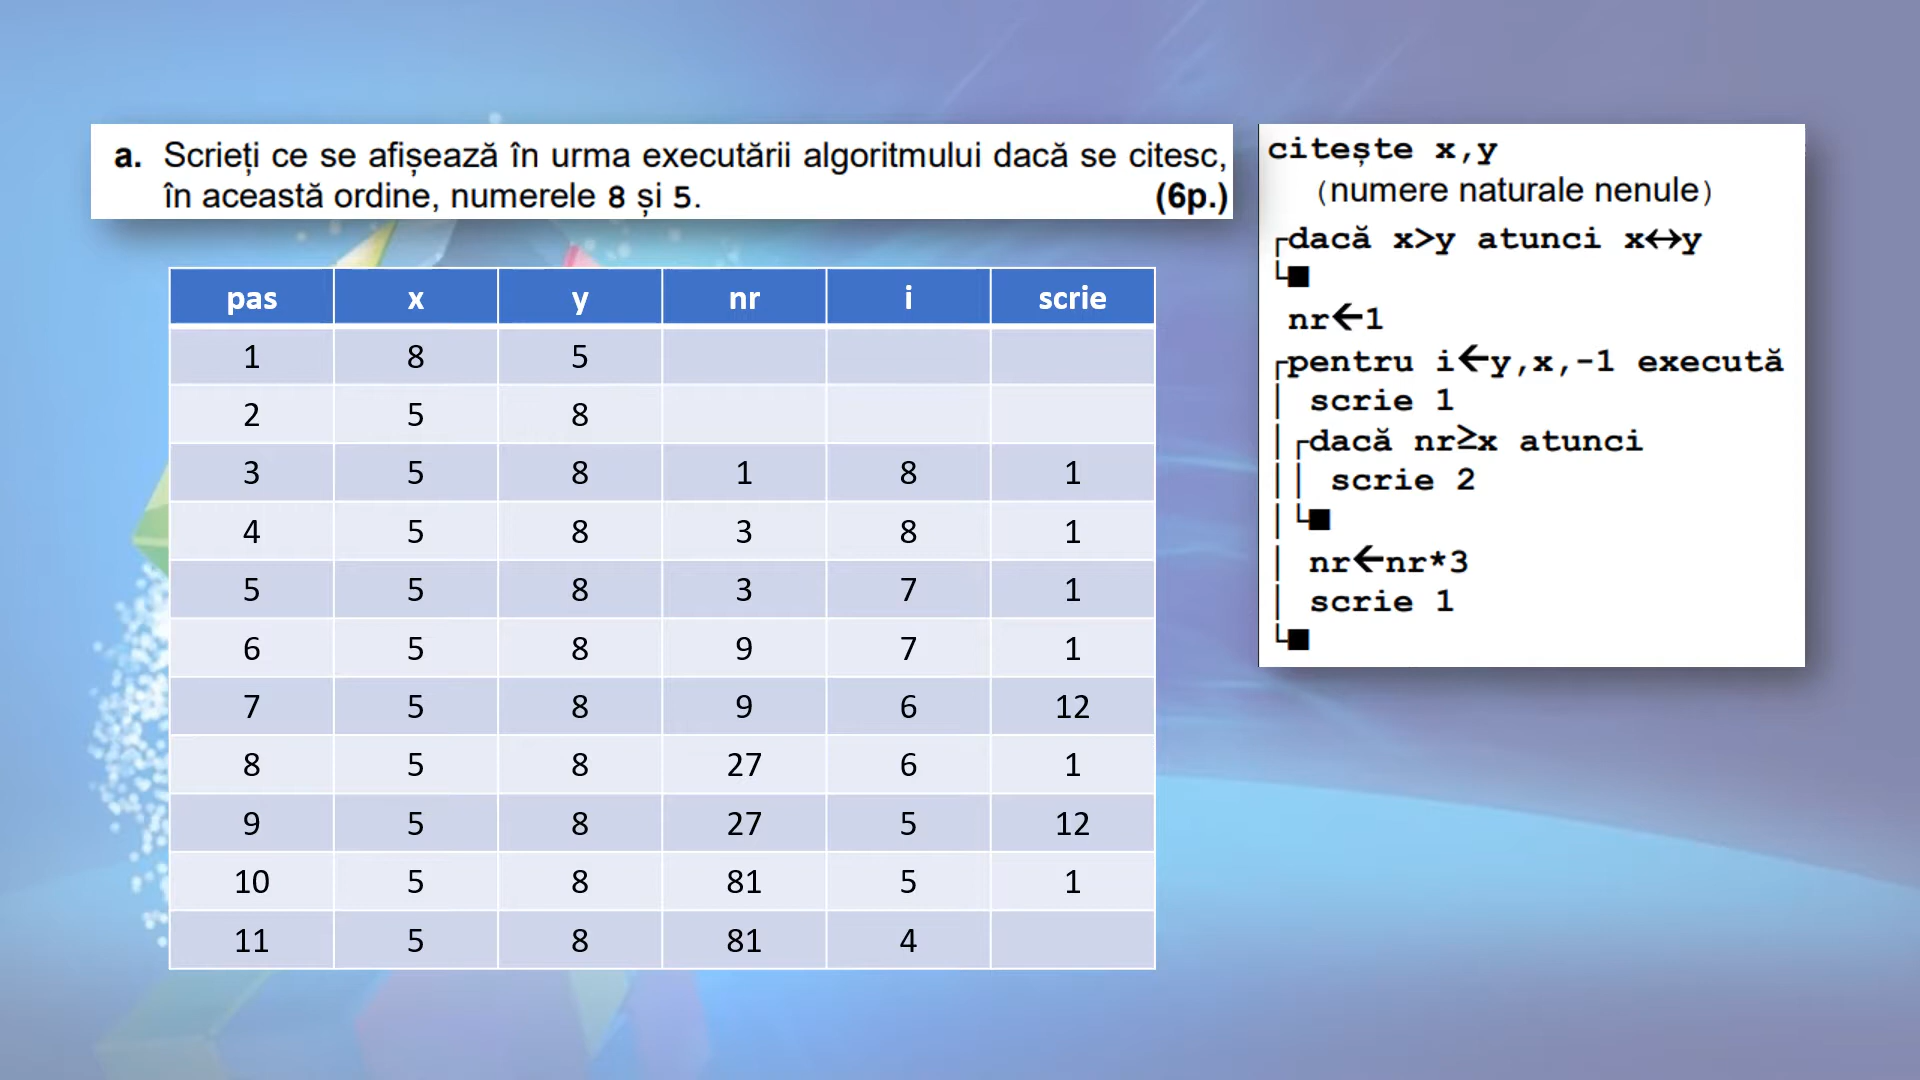 a. Scrieți ce se afișează în urma executării algoritmului dacă se citesc,
în această ordine, numerele 8 și 5. (6p.)
pas x y nr i scrie
1 8 5
2 5 8
3 5 8 1 8 1
4 5 8 3 8 1
5 5 8 3 7 1
6 5 8 9 7 1
7 5 8 9 6 12
8 5 8 27 6 1
9 5 8 27 5 12
10 5 8 81 5 1
11 5 8 81 4
citește x,y
(numere naturale nenule)
┌dacă x>y atunci x↔y
└■
nr←1
┌pentru i←y,x,-1 execută
│ scrie 1
│┌dacă nr≥x atunci
││ scrie 2
│└■
│ nr←nr*3
│ scrie 1
└■